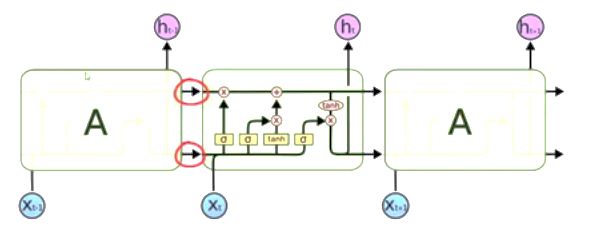 ht-1 ht ht+1
A A
x + tanh
x x
σ σ tanh σ
Xt-1 Xt Xt+1